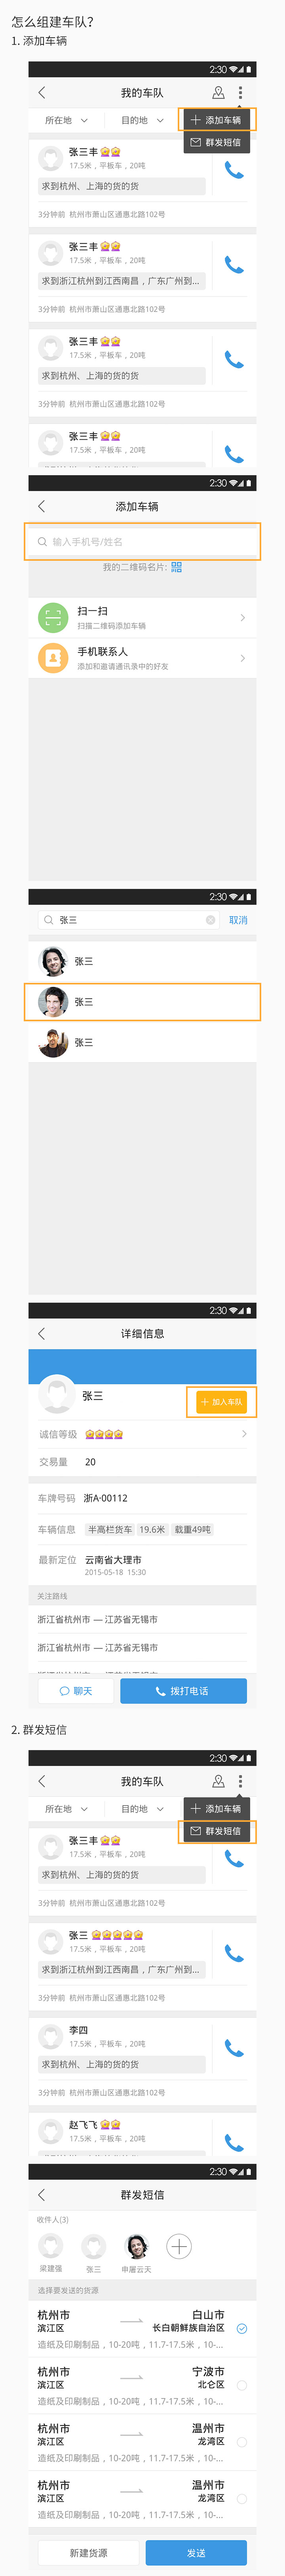 怎么组建车队?
1. 添加车辆
2:30
我的车队
所在地
目的地
添加车辆
群发短信
张三丰
17.5米，平板车，20吨
求到杭州、上海的货的货
3分钟前 杭州市萧山区通惠北路102号
张三丰
17.5米，平板车，20吨
求到浙江杭州到江西南昌，广东广州到...
3分钟前 杭州市萧山区通惠北路102号
张三丰
17.5米，平板车，20吨
求到杭州、上海的货的货
3分钟前 杭州市萧山区通惠北路102号
张三丰
17.5米，平板车，20吨
2:30
添加车辆
输入手机号/姓名
我的二维码名片:
扫一扫
扫描二维码添加车辆
手机联系人
添加和邀请通讯录中的好友
2:30
张三
取消
张三
张三
张三
2:30
详细信息
张三
加入车队
诚信等级
交易量 20
车牌号码 浙A·00112
车辆信息 半高栏货车 19.6米 载重49吨
最新定位 云南省大理市
2015-05-18 15:30
关注路线
浙江省杭州市 — 江苏省无锡市
浙江省杭州市 — 江苏省无锡市
聊天
拨打电话
2. 群发短信
2:30
我的车队
所在地
目的地
添加车辆
群发短信
张三丰
17.5米，平板车，20吨
求到杭州、上海的货的货
3分钟前 杭州市萧山区通惠北路102号
张三
17.5米，平板车，20吨
求到浙江杭州到江西南昌，广东广州到...
3分钟前 杭州市萧山区通惠北路102号
李四
17.5米，平板车，20吨
求到杭州、上海的货的货
3分钟前 杭州市萧山区通惠北路102号
赵飞飞
17.5米，平板车，20吨
2:30
群发短信
收件人(3)
梁建强
张三
申屠云天
选择要发送的货源
杭州市 白山市
滨江区 长白朝鲜族自治区
造纸及印刷制品，10-20吨，11.7-17.5米，10-...
杭州市 宁波市
滨江区 北仑区
造纸及印刷制品，10-20吨，11.7-17.5米，10-...
杭州市 温州市
滨江区 龙湾区
造纸及印刷制品，10-20吨，11.7-17.5米，10-...
杭州市 温州市
滨江区 龙湾区
造纸及印刷制品，10-20吨，11.7-17.5米，10-...
新建货源
发送